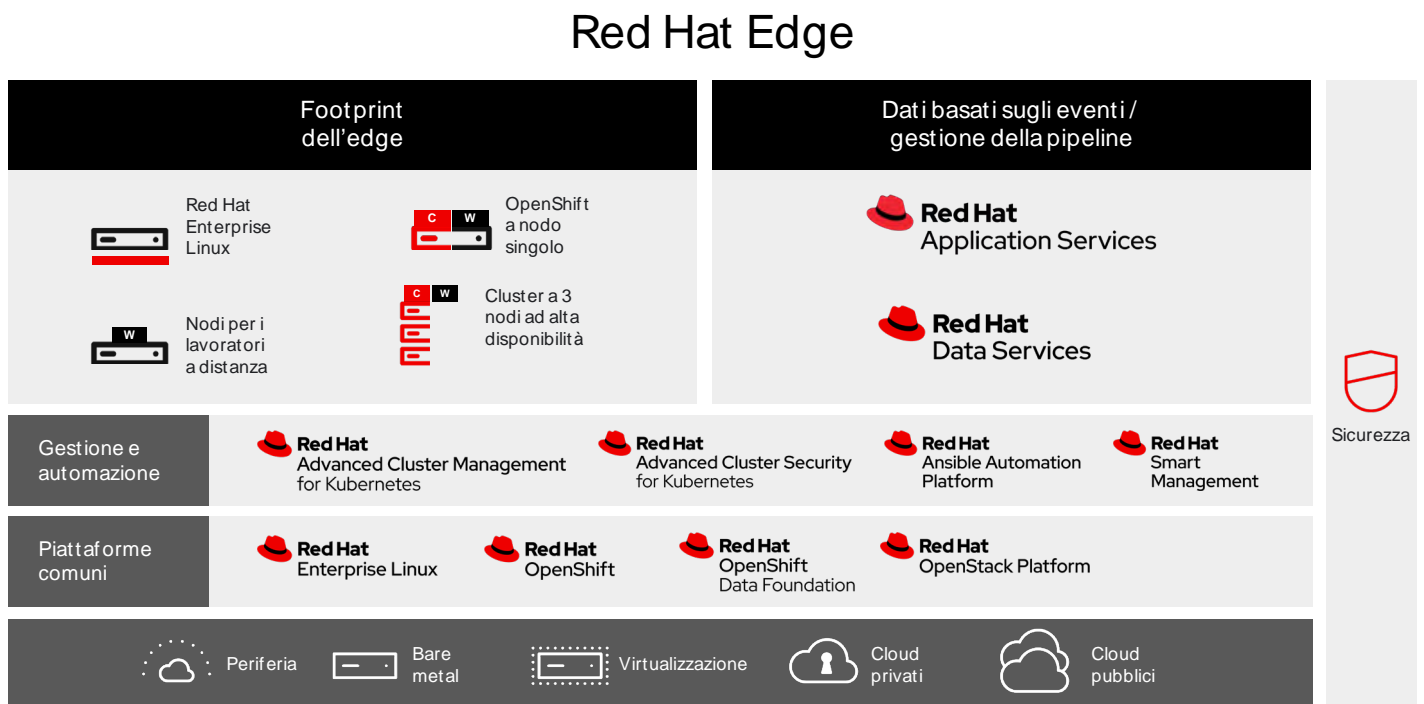 Red Hat Edge
Footprint
dell’edge
Dati basati sugli eventi /
gestione della pipeline
Red Hat
Enterprise
Linux
C W
OpenShift
a nodo
singolo
W
Nodi per i
lavoratori
a distanza
C W
Cluster a 3
nodi ad alta
disponibilità
Red Hat
Application Services
Red Hat
Data Services
Sicurezza
Gestione e
automazione
Red Hat
Advanced Cluster Management
for Kubernetes
Red Hat
Advanced Cluster Security
for Kubernetes
Red Hat
Ansible Automation
Platform
Red Hat
Smart
Management
Piattaforme
comuni
Red Hat
Enterprise Linux
Red Hat
OpenShift
Red Hat
OpenShift
Data Foundation
Red Hat
OpenStack Platform
Periferia
Bare
metal
Virtualizzazione
Cloud
privati
Cloud
pubblici